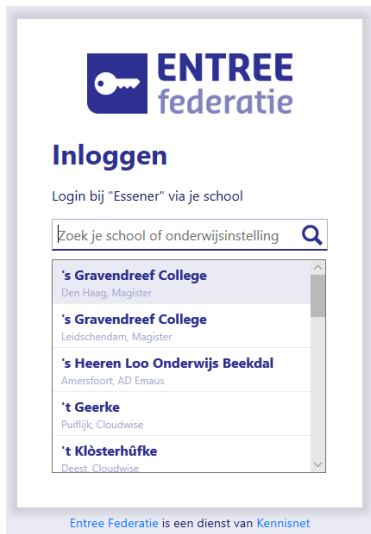 ENTREE
federatie
Inloggen
Login bij "Essener" via je school
Zoek je school of onderwijsinstelling
's Gravendreef College
Den Haag, Magister
's Gravendreef College
Leidschendam, Magister
's Heeren Loo Onderwijs Beekdal
Amersfoort, AD Emaus
't Geerke
Puiflijk, Cloudwise
't Klòsterhûfke
Deest, Cloudwise
Entree Federatie is een dienst van Kennisnet